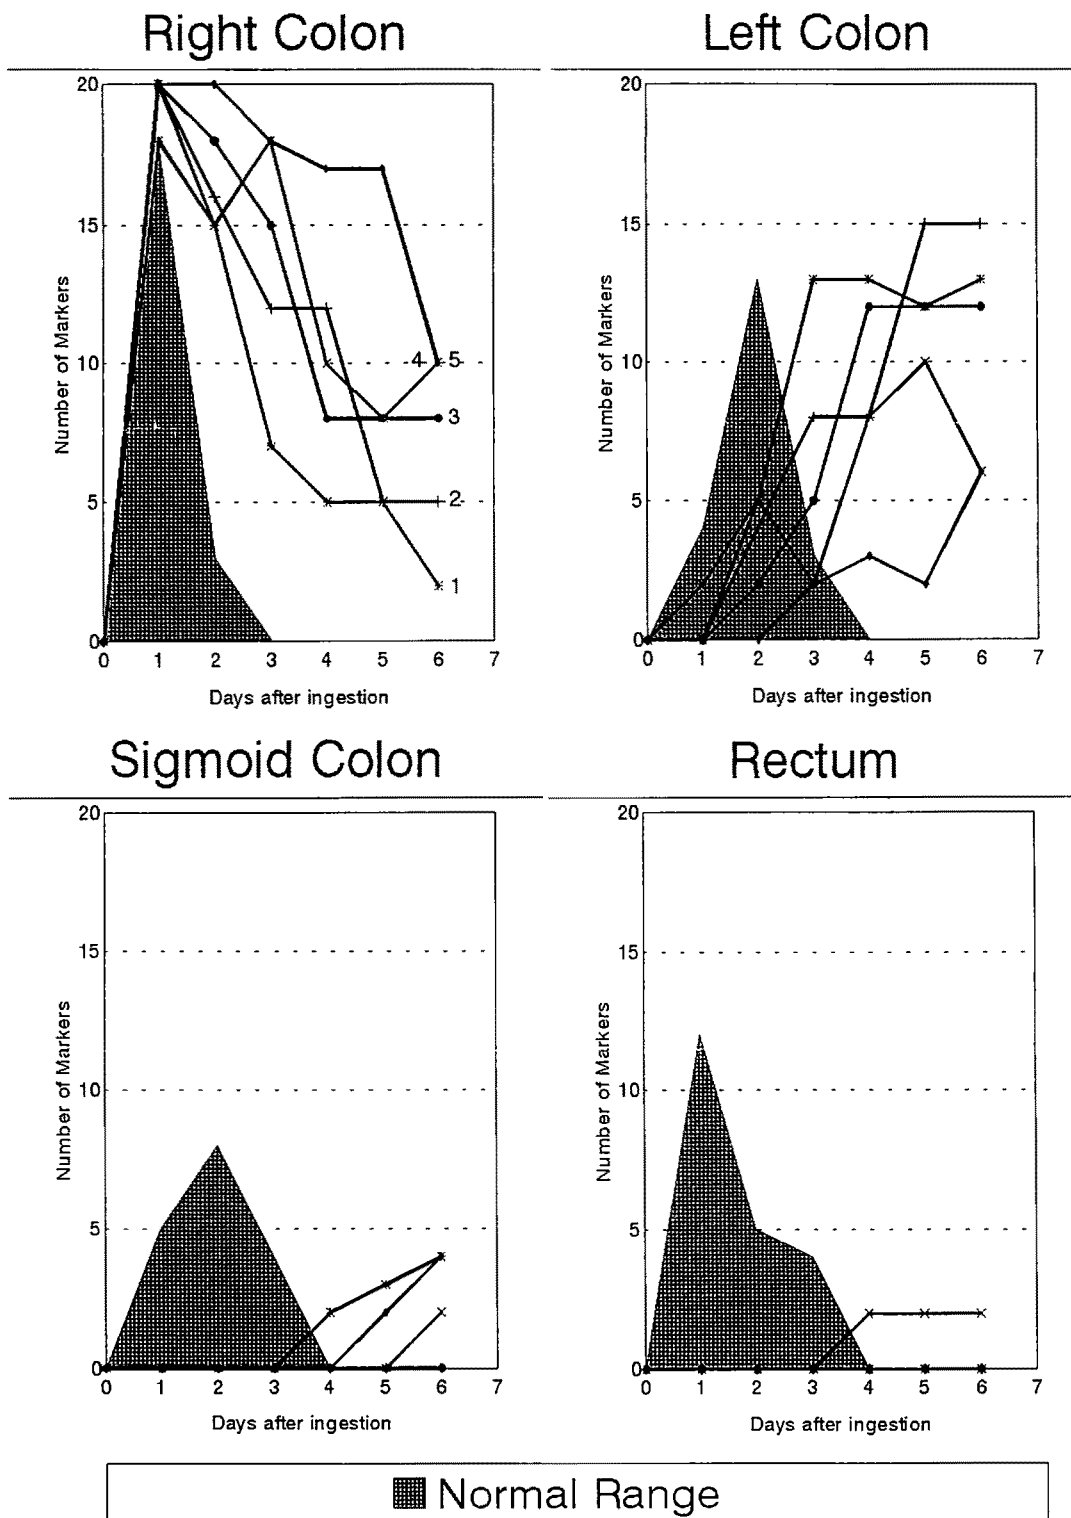 Right Colon
Left Colon
20
15
10
5
0
Number of Markers
4 5
3
2
1
0 1 2 3 4 5 6 7
Days after ingestion
20
15
10
5
0
Number of Markers
0 1 2 3 4 5 6 7
Days after ingestion
Sigmoid Colon
Rectum
20
15
10
5
0
Number of Markers
0 1 2 3 4 5 6 7
Days after ingestion
20
15
10
5
0
Number of Markers
0 1 2 3 4 5 6 7
Days after ingestion
Normal Range